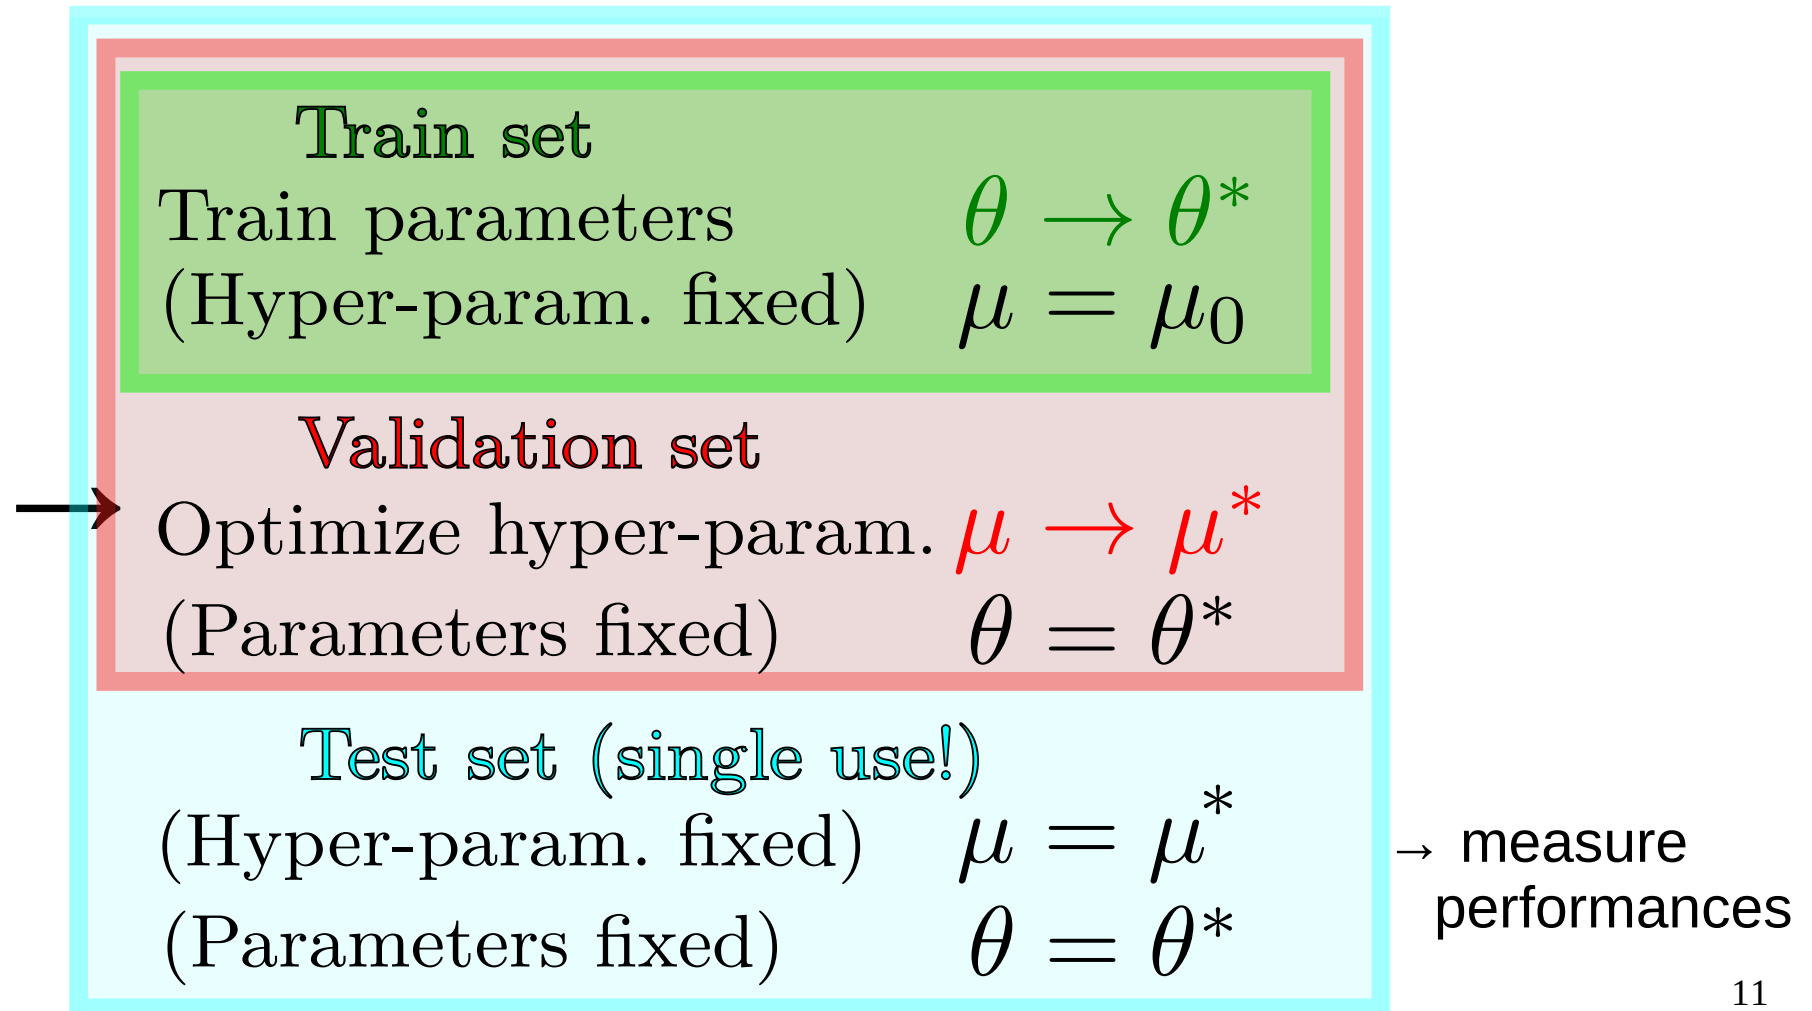 Train set
Train parameters θ → θ*
(Hyper-param. fixed) μ = μ₀
Validation set
→ Optimize hyper-param. μ → μ*
(Parameters fixed) θ = θ*
Test set (single use!)
(Hyper-param. fixed) μ = μ*
→ measure
performances
(Parameters fixed) θ = θ*
11